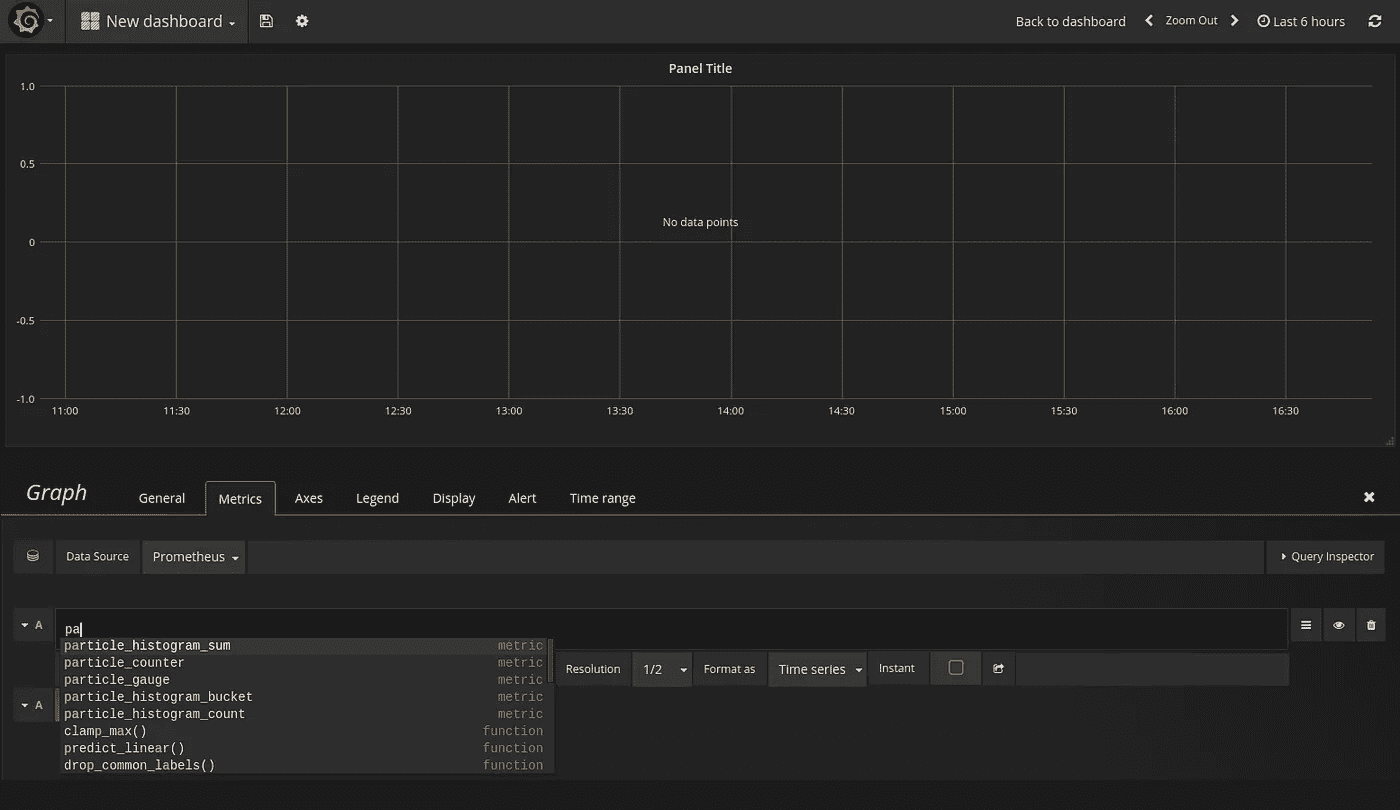 New dashboard Back to dashboard Zoom Out Last 6 hours
Panel Title
1.0
0.5
No data points
0
-0.5
-1.0
11:00 11:30 12:00 12:30 13:00 13:30 14:00 14:30 15:00 15:30 16:00 16:30
Graph General Metrics Axes Legend Display Alert Time range
Data Source Prometheus Query Inspector
A pa
particle_histogram_sum metric
particle_counter metric
Resolution 1/2 Format as Time series Instant
particle_gauge metric
particle_histogram_bucket metric
A
particle_histogram_count metric
clamp_max() function
predict_linear() function
drop_common_labels() function